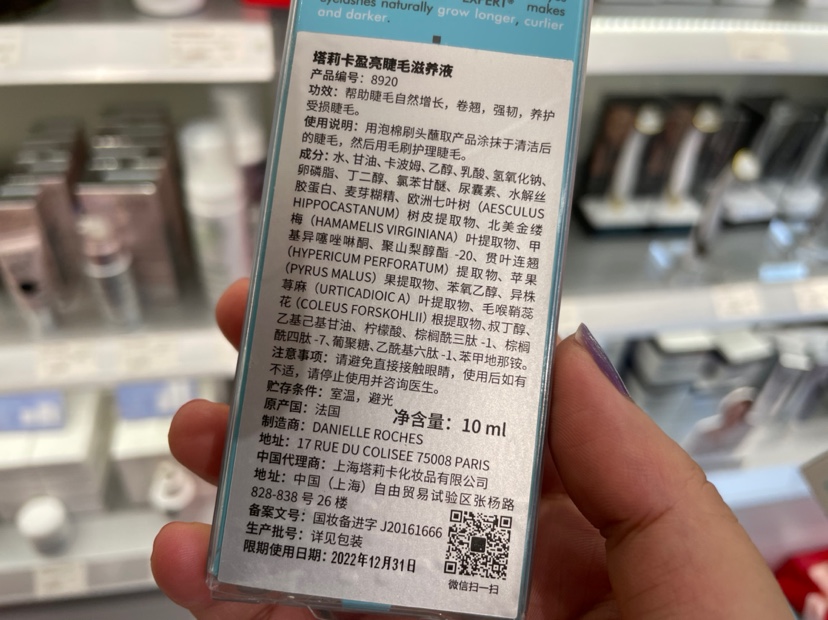 EXPERT® makes
eyelashes naturally grow longer, curlier
and darker.
塔莉卡盈亮睫毛滋养液
产品编号：8920
功效：帮助睫毛自然增长，卷翘，强韧，养护
受损睫毛。
使用说明：用泡棉刷头蘸取产品涂抹于清洁后
的睫毛，然后用毛刷护理睫毛。
成分：水、甘油、卡波姆、乙醇、乳酸、氢氧化钠、
卵磷脂、丁二醇、氯苯甘醚、尿囊素、水解丝
胶蛋白、麦芽糊精、欧洲七叶树（AESCULUS
HIPPOCASTANUM）树皮提取物、北美金缕
梅（HAMAMELIS VIRGINIANA）叶提取物、甲
基异噻唑啉酮、聚山梨醇酯 -20、贯叶连翘
（HYPERICUM PERFORATUM）提取物、苹果
（PYRUS MALUS）果提取物、苯氧乙醇、异株
荨麻（URTICADIOIC A）叶提取物、毛喉鞘蕊
花（COLEUS FORSKOHLII）根提取物、叔丁醇、
乙基己基甘油、柠檬酸、棕榈酰三肽 -1、棕榈
酰四肽 -7、葡聚糖、乙酰基六肽 -1、苯甲地那铵。
注意事项：请避免直接接触眼睛，使用后如有
不适，请停止使用并咨询医生。
贮存条件：室温，避光
原产国：法国 净含量：10 ml
制造商：DANIELLE ROCHES
地址：17 RUE DU COLISEE 75008 PARIS
中国代理商：上海塔莉卡化妆品有限公司
地址：中国（上海）自由贸易试验区张杨路
828-838 号 26 楼
备案文号：国妆备进字 J20161666
生产批号：详见包装
限期使用日期：2022年12月31日
微信扫一扫